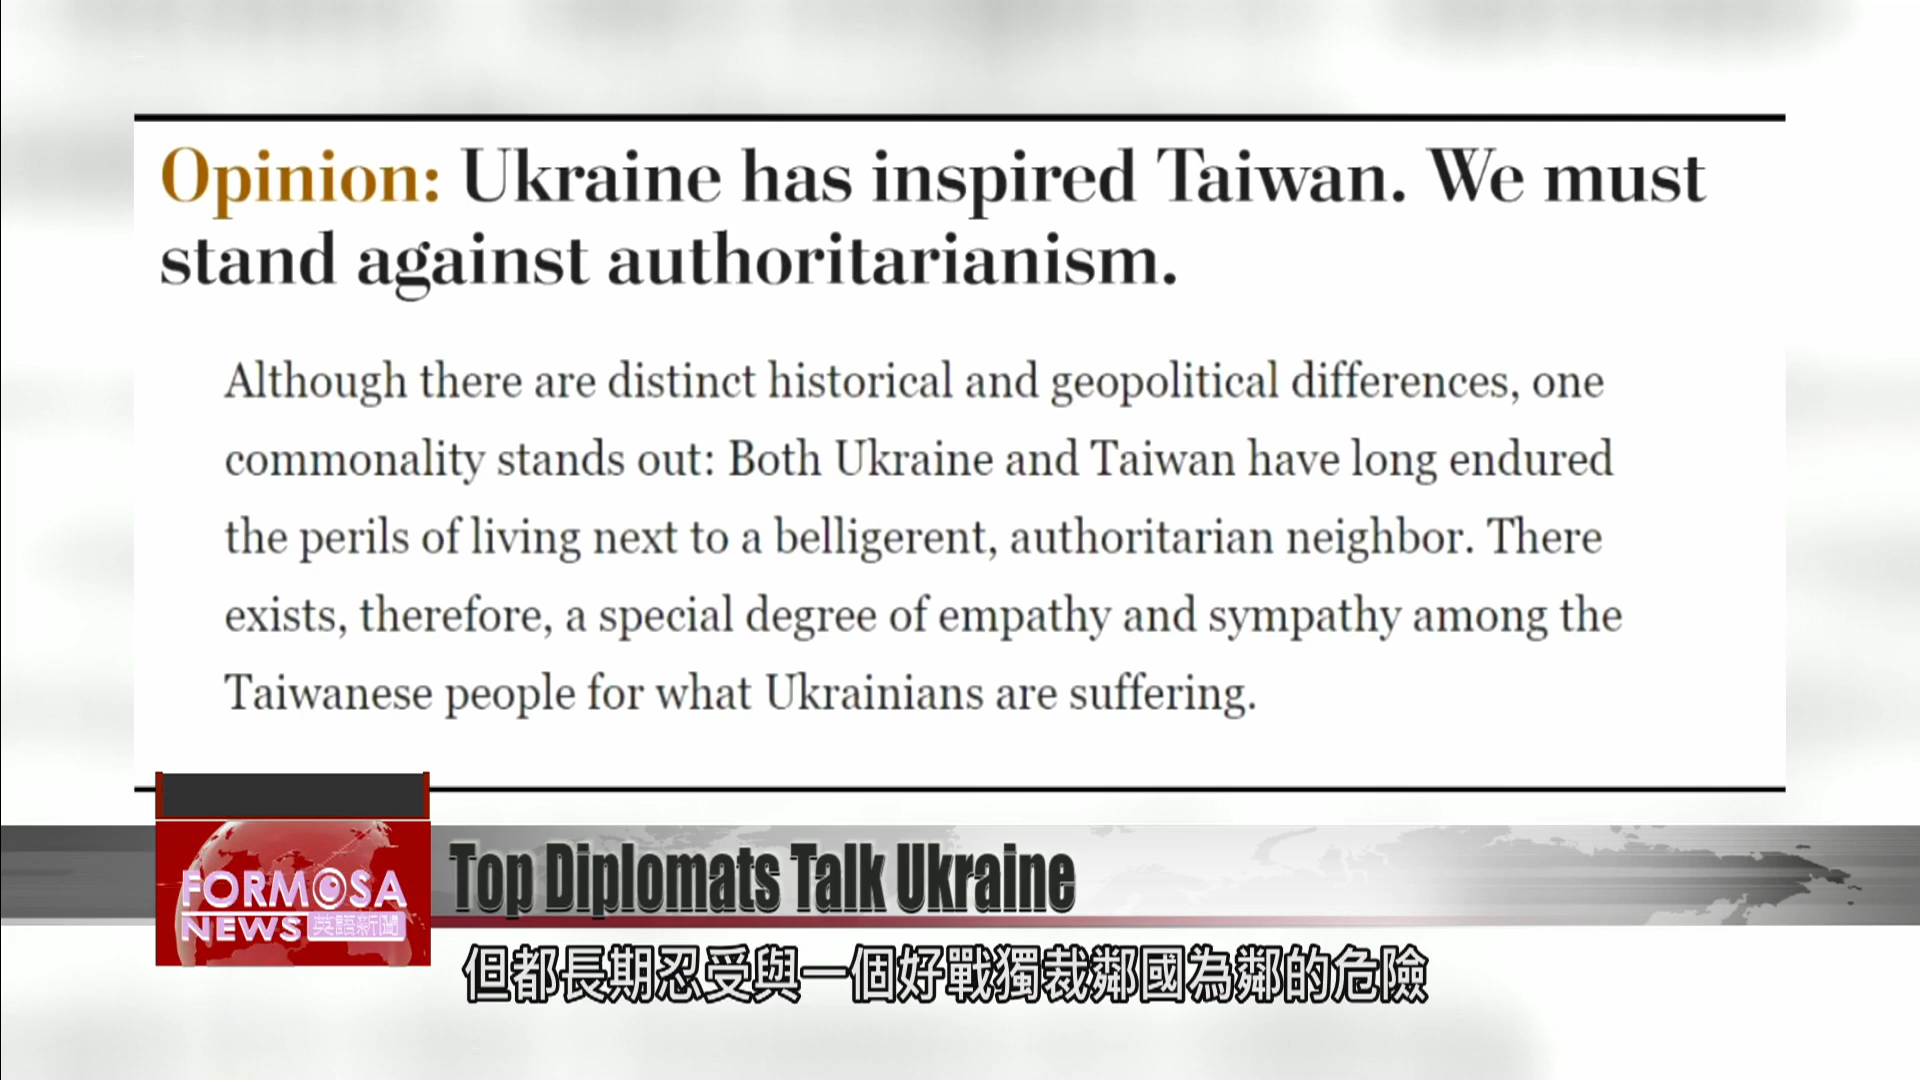 Opinion: Ukraine has inspired Taiwan. We must
stand against authoritarianism.
Although there are distinct historical and geopolitical differences, one
commonality stands out: Both Ukraine and Taiwan have long endured
the perils of living next to a belligerent, authoritarian neighbor. There
exists, therefore, a special degree of empathy and sympathy among the
Taiwanese people for what Ukrainians are suffering.
Top Diplomats Talk Ukraine
FORMOSA
NEWS 英語新聞
但都長期忍受與一個好戰獨裁鄰國為鄰的危險